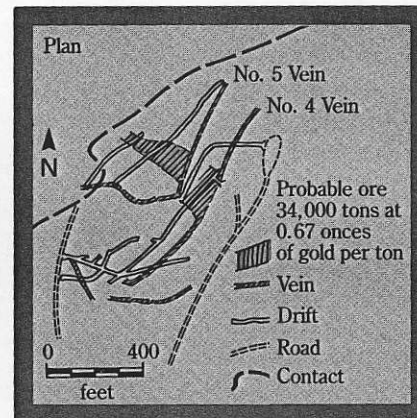 Plan
No. 5 Vein
No. 4 Vein
N
Probable ore
34,000 tons at
0.67 onces
of gold per ton
Vein
Drift
Road
Contact
0 400
feet